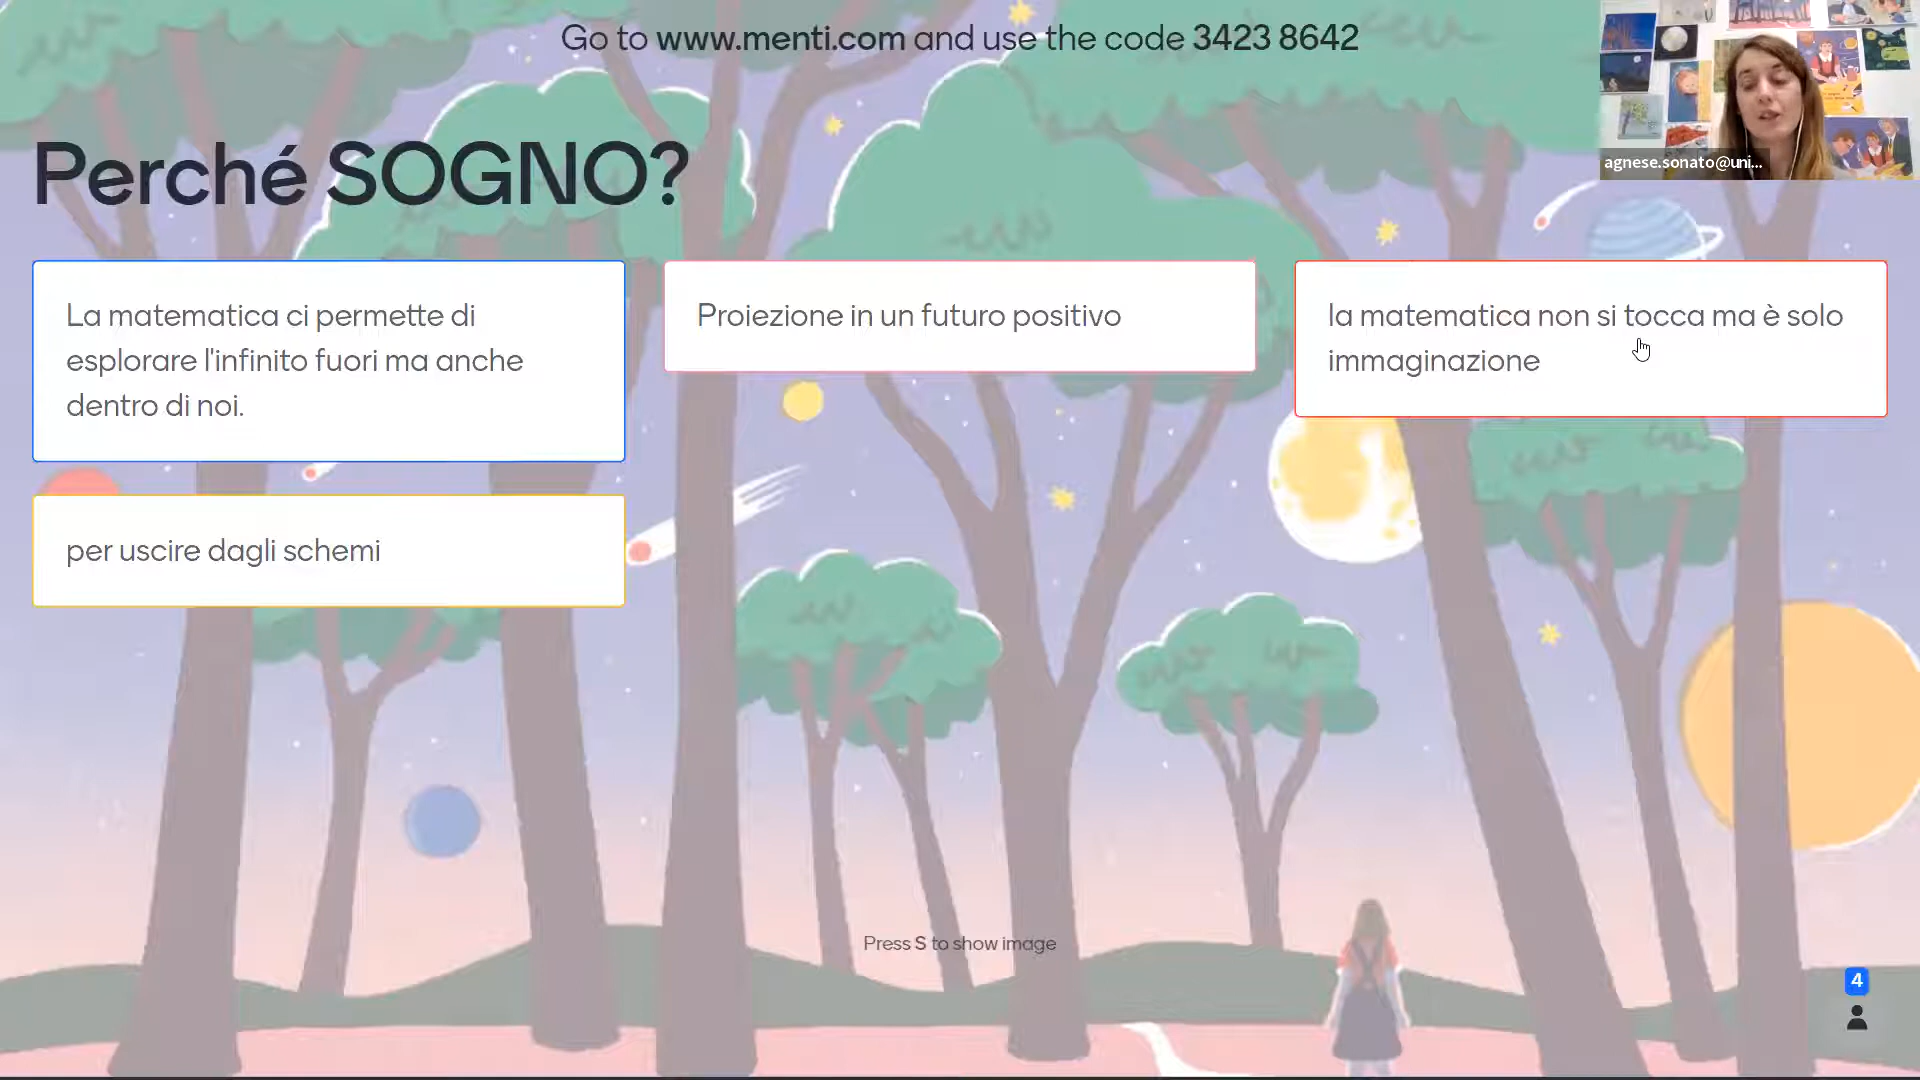 Go to www.menti.com and use the code 3423 8642
agnese.sonato@uni...
Perché SOGNO?
La matematica ci permette di
esplorare l'infinito fuori ma anche
dentro di noi.
Proiezione in un futuro positivo
la matematica non si tocca ma è solo
immaginazione
per uscire dagli schemi
Press S to show image
4